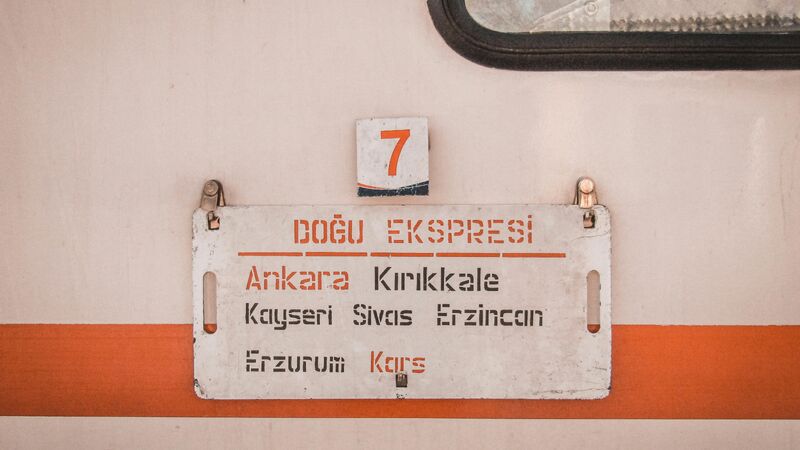 7
DOĞU EKSPRESİ
Ankara Kırıkkale
Kayseri Sivas Erzincan
Erzurum Kars